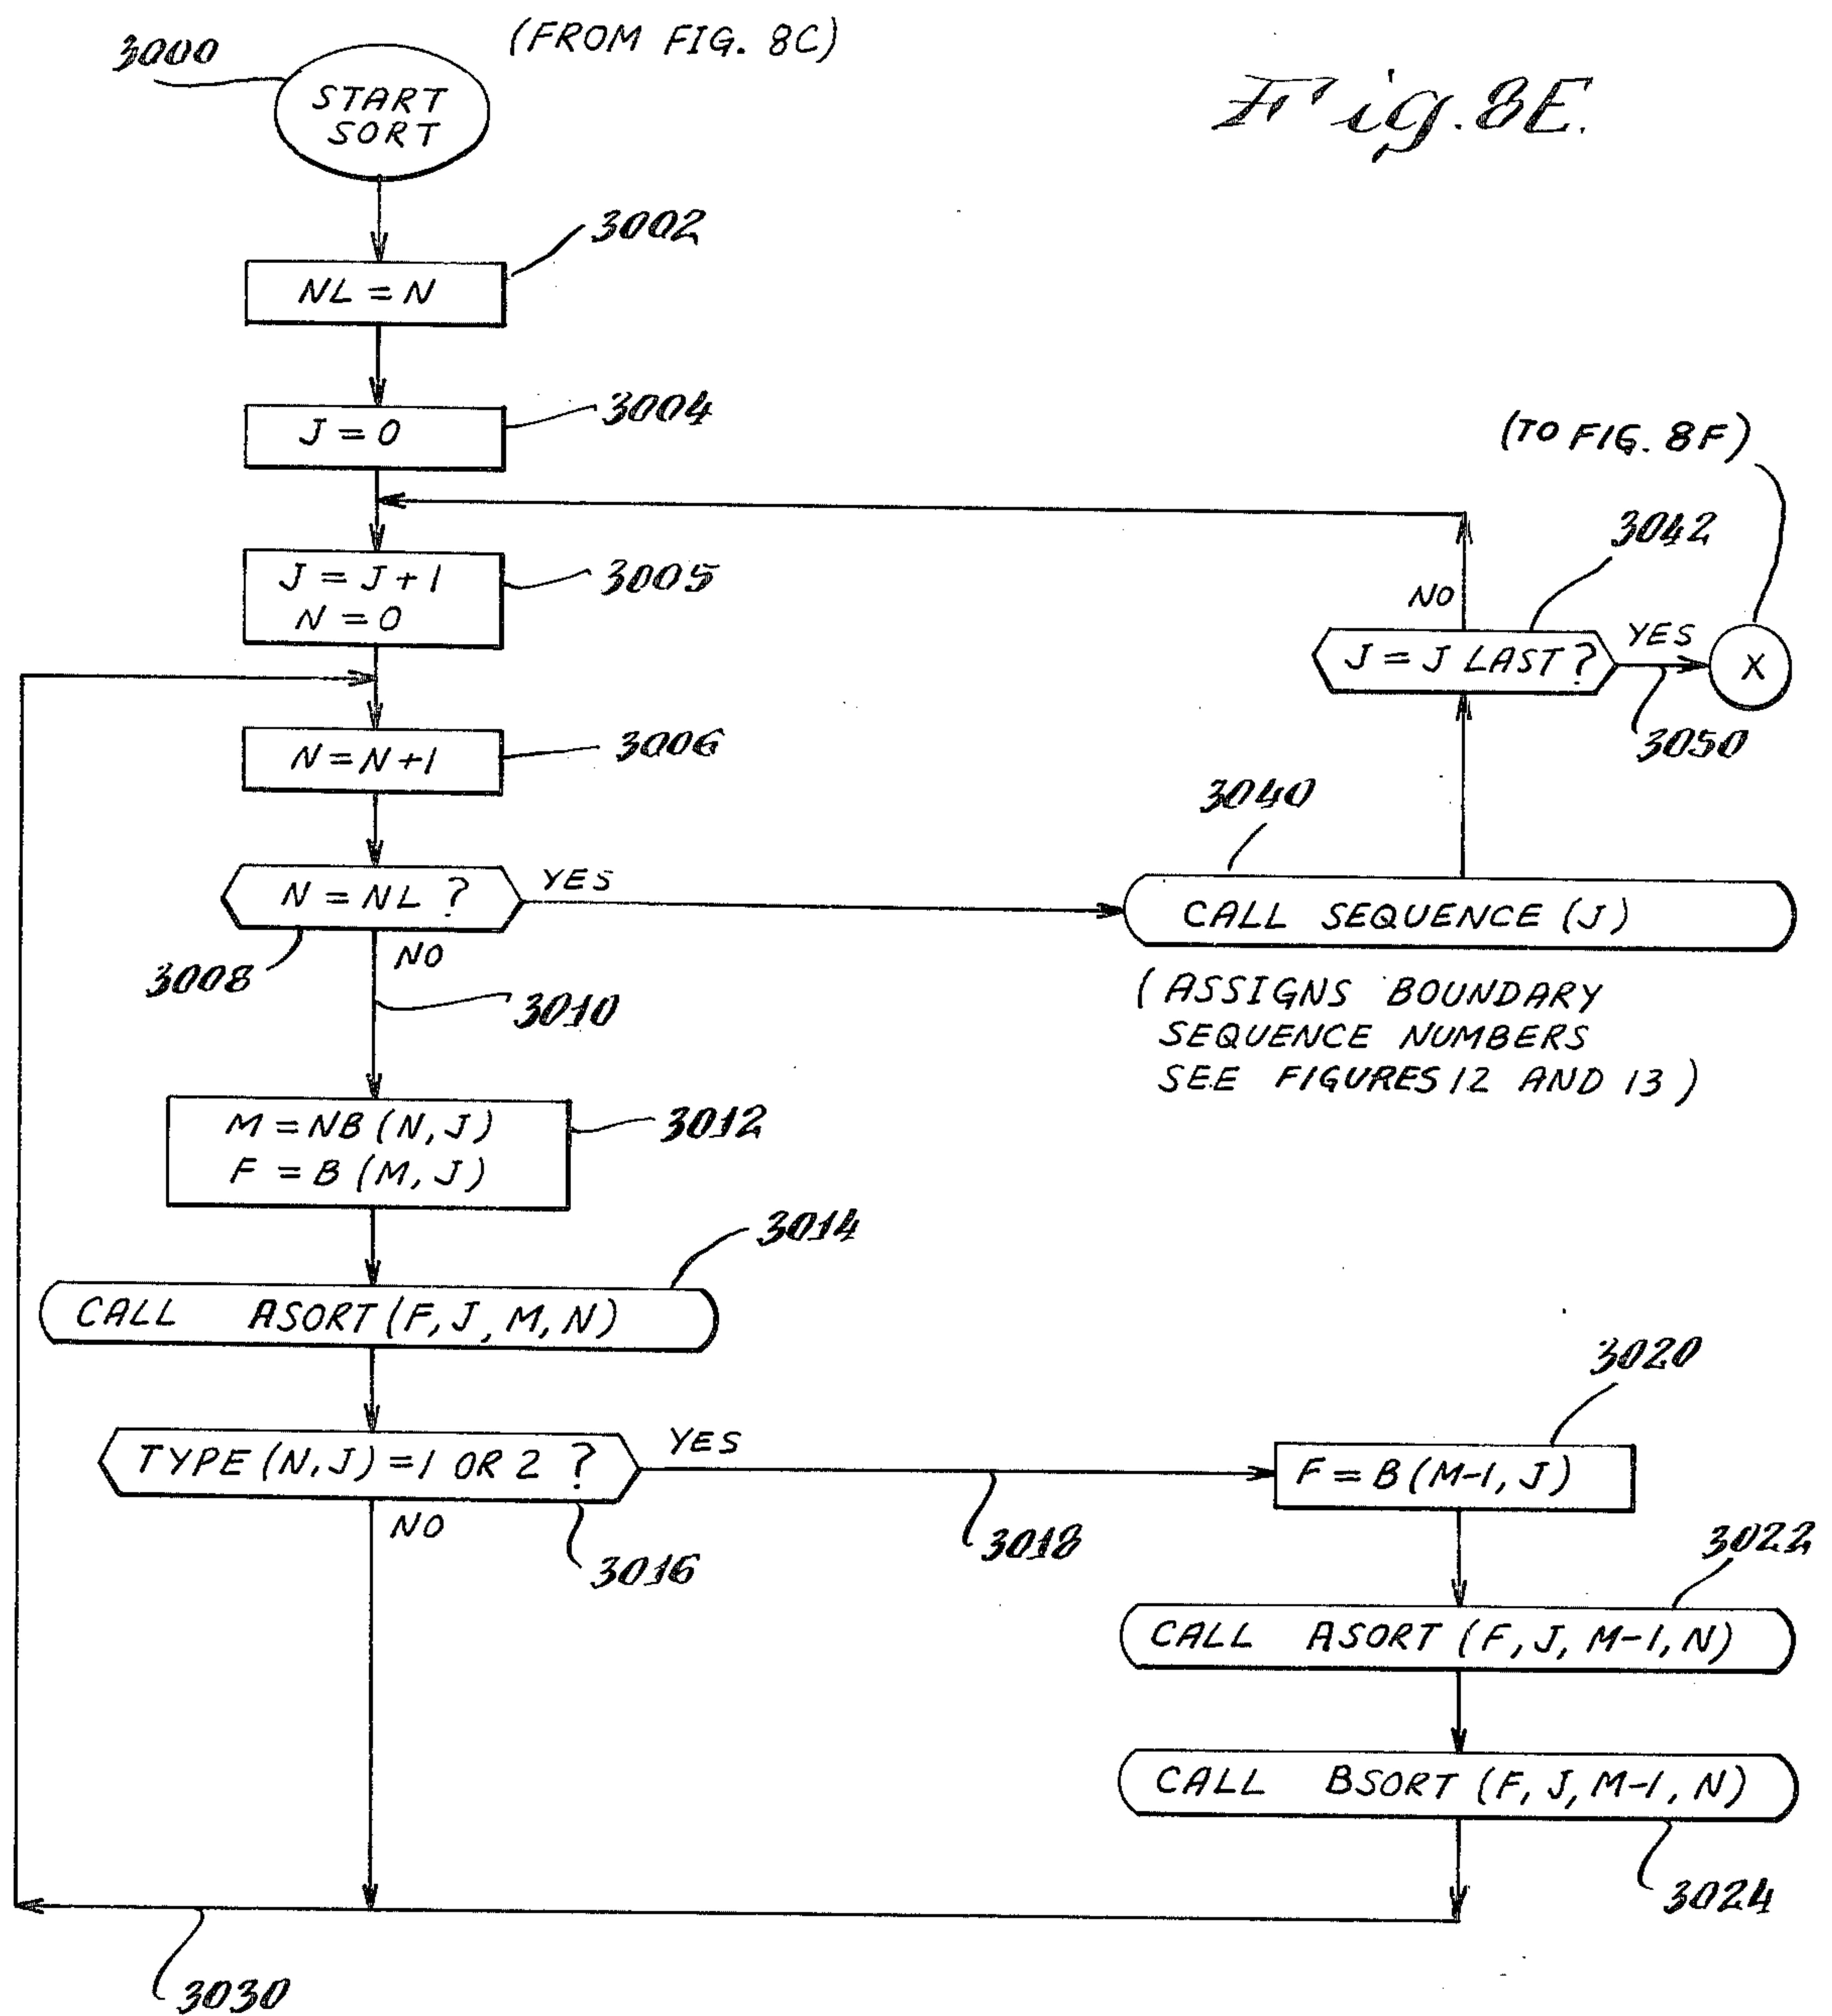 (FROM FIG. 8C)
Fig. 8E.
3000
START
SORT
3002
NL = N
3004
J = 0
(TO FIG. 8F)
3042
J = J + 1
N = 0
3005
NO
J = J LAST ?
YES
X
3050
N = N+1
3006
3040
N = NL ?
YES
CALL SEQUENCE (J)
3008
NO
3010
(ASSIGNS BOUNDARY
SEQUENCE NUMBERS
SEE FIGURES 12 AND 13)
M = NB (N, J)
F = B (M, J)
3012
3014
CALL ASORT (F, J, M, N)
3020
TYPE (N, J) = 1 OR 2 ?
YES
F = B (M-1, J)
NO
3016
3018
3022
CALL ASORT (F, J, M-1, N)
CALL BSORT (F, J, M-1, N)
3024
3030